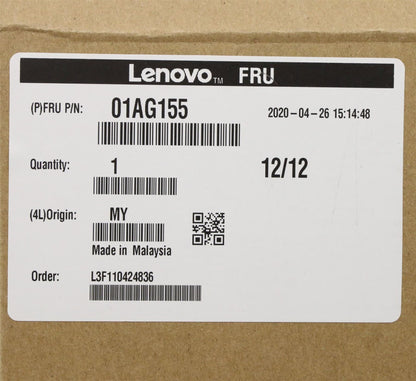 Lenovo™ FRU
(P)FRU P/N: 01AG155 2020-04-26 15:14:48
Quantity: 1 12/12
(4L)Origin: MY
Made in Malaysia
Order: L3F110424836